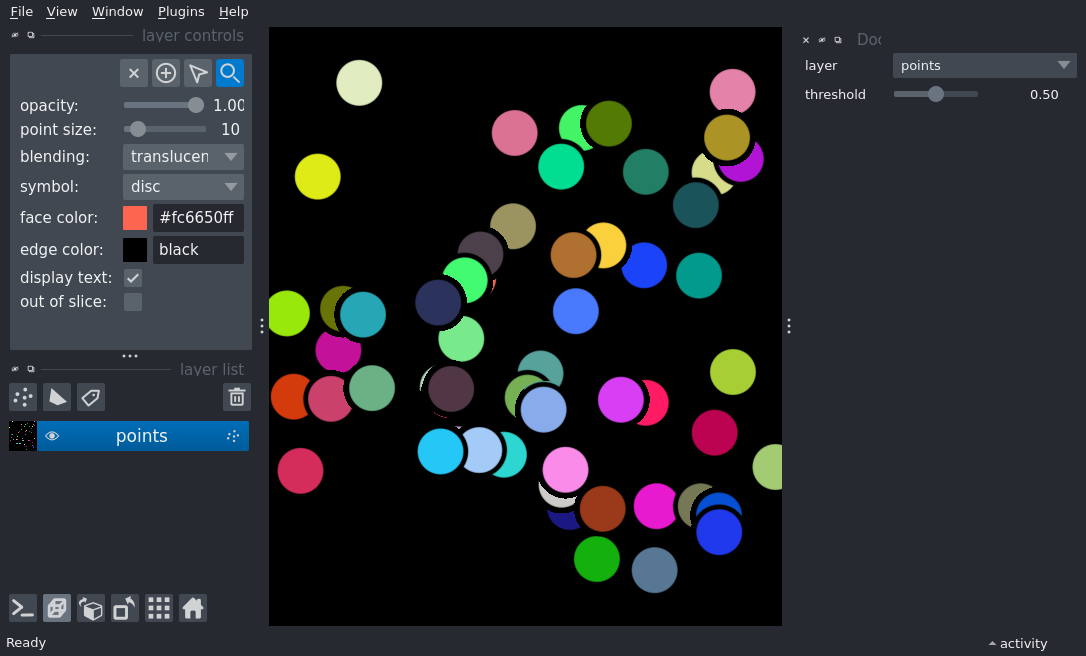 File View Window Plugins Help
layer controls
opacity: 1.00
point size: 10
blending: translucen
symbol: disc
face color: #fc6650ff
edge color: black
display text:
out of slice:
layer list
points
Ready
Doc
layer points
threshold 0.50
activity